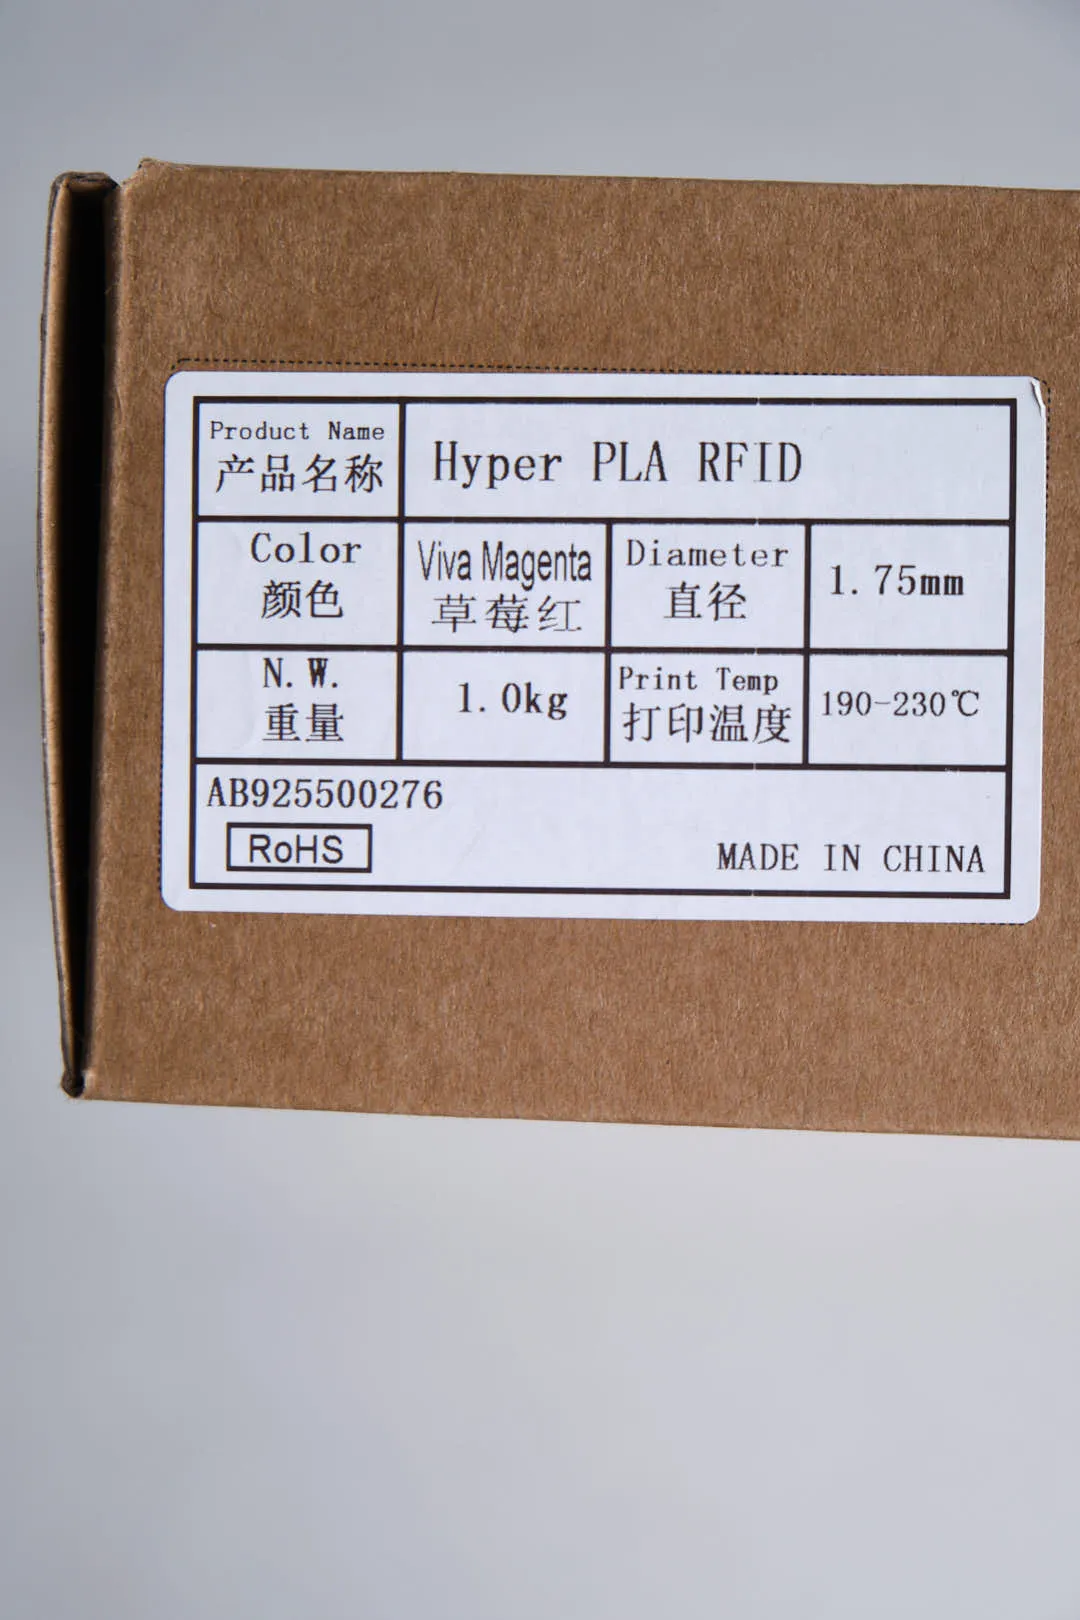 Product Name
产品名称
Hyper PLA RFID
Color
颜色
Viva Magenta
草莓红
Diameter
直径
1.75mm
N.W.
重量
1.0kg
Print Temp
打印温度
190-230℃
AB925500276
RoHS
MADE IN CHINA